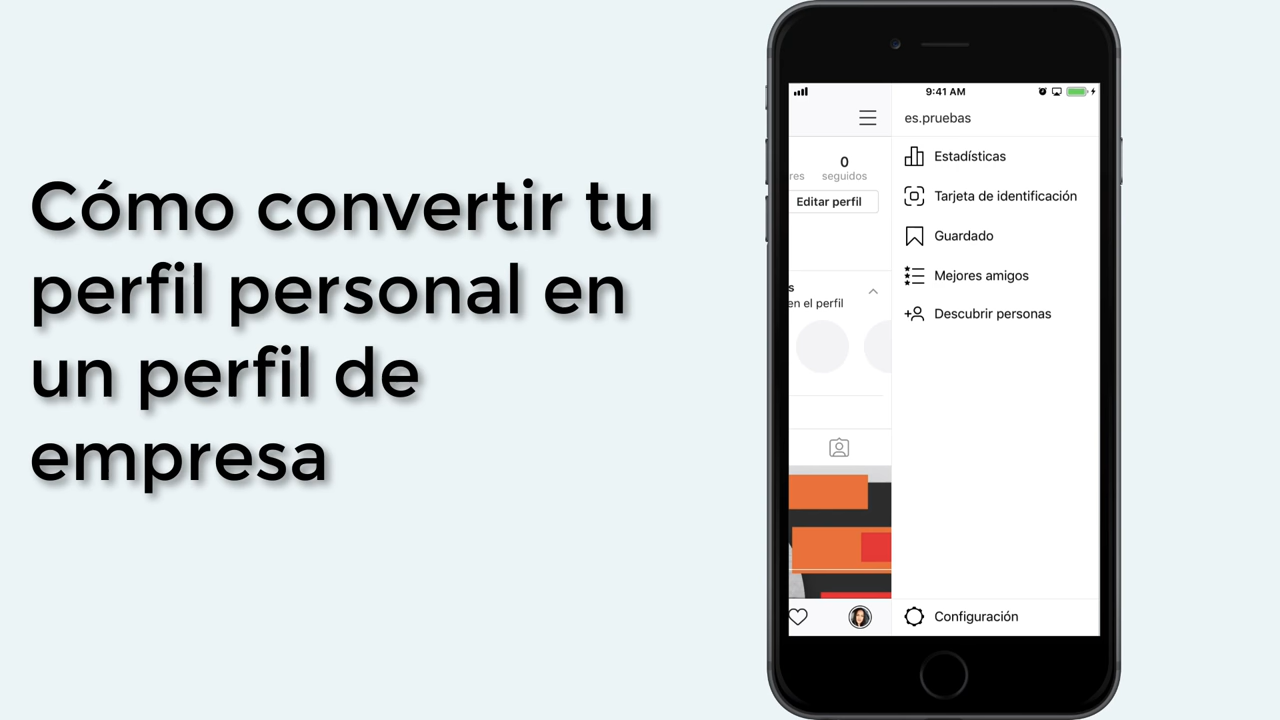 Cómo convertir tu
perfil personal en
un perfil de
empresa
9:41 AM
es.pruebas
0
res seguidos
Editar perfil
s
en el perfil
Estadísticas
Tarjeta de identificación
Guardado
Mejores amigos
Descubrir personas
Configuración